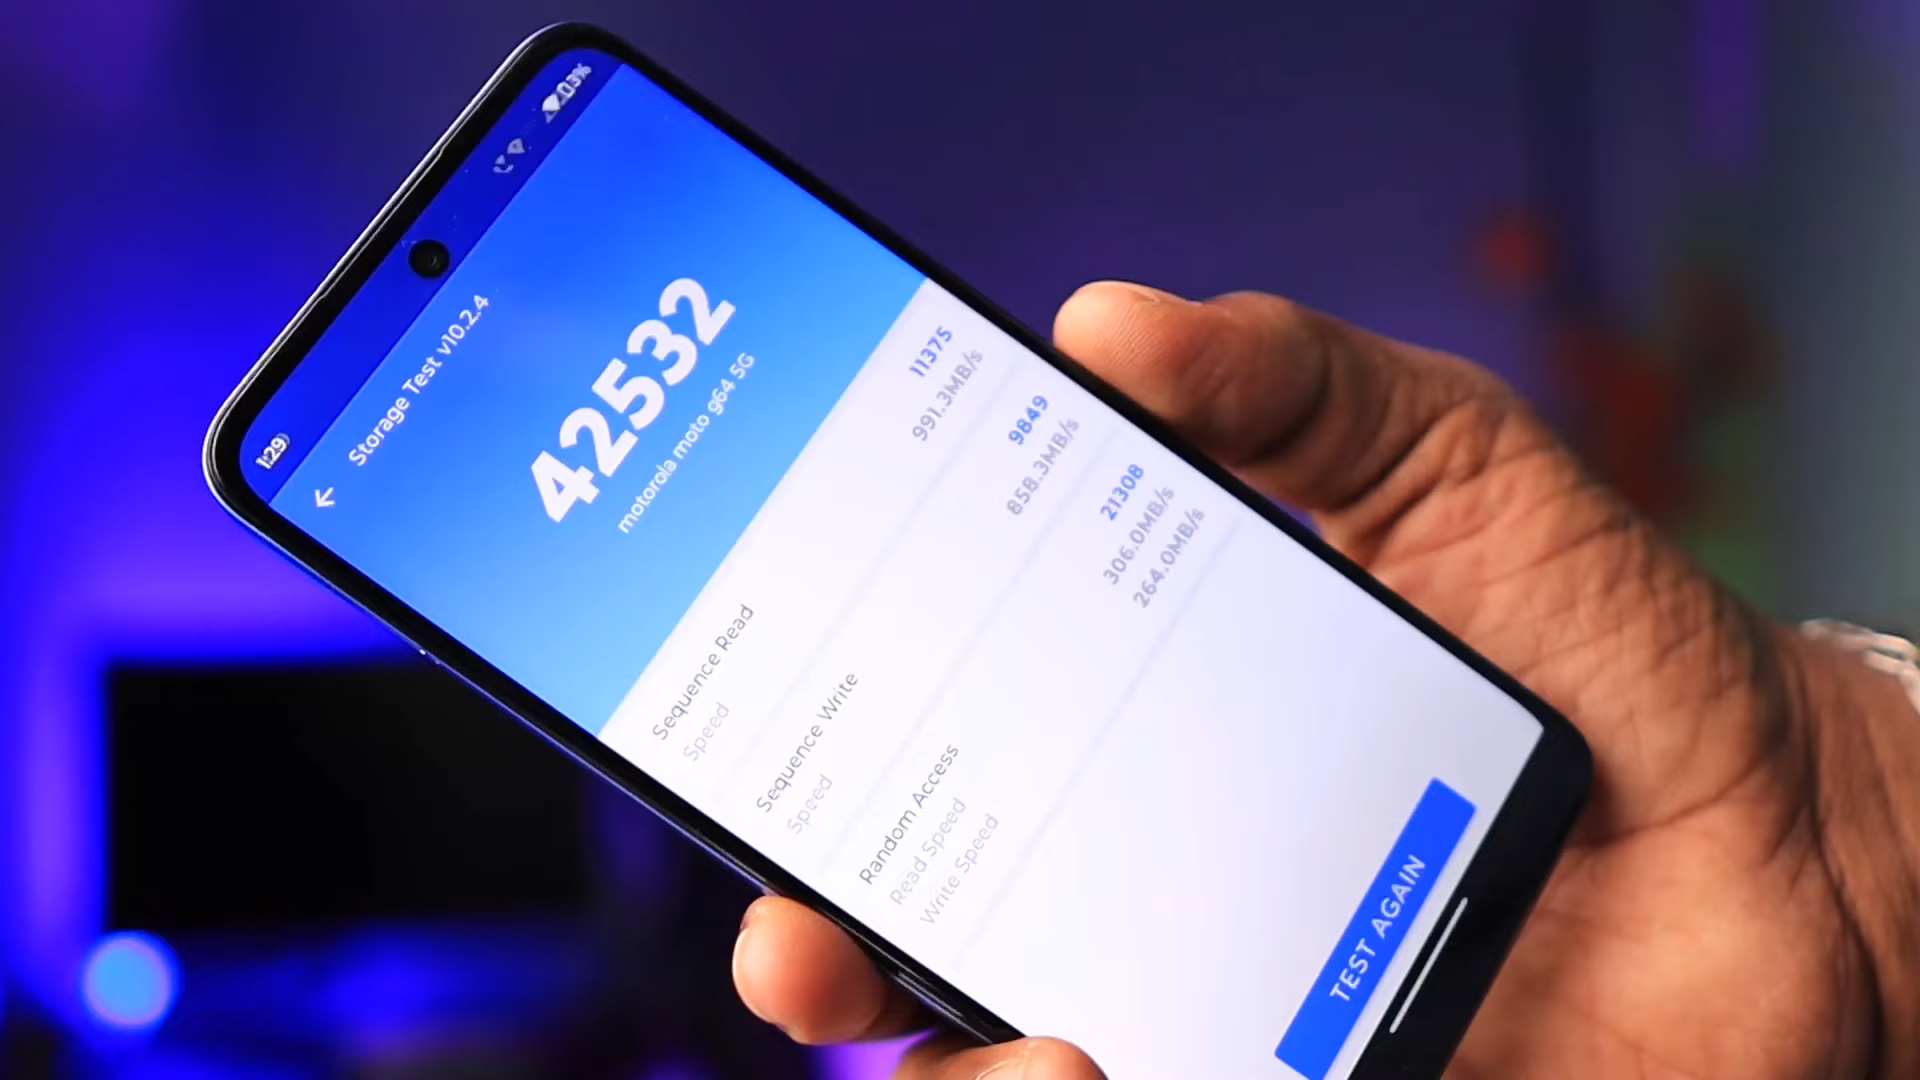 1:29
Storage Test v10.2.4
42532
motorola moto g64 5G
Sequence Read 11375
Speed 991.3MB/s
Sequence Write 9849
Speed 858.3MB/s
Random Access 21308
Read Speed 306.0MB/s
Write Speed 264.0MB/s
TEST AGAIN